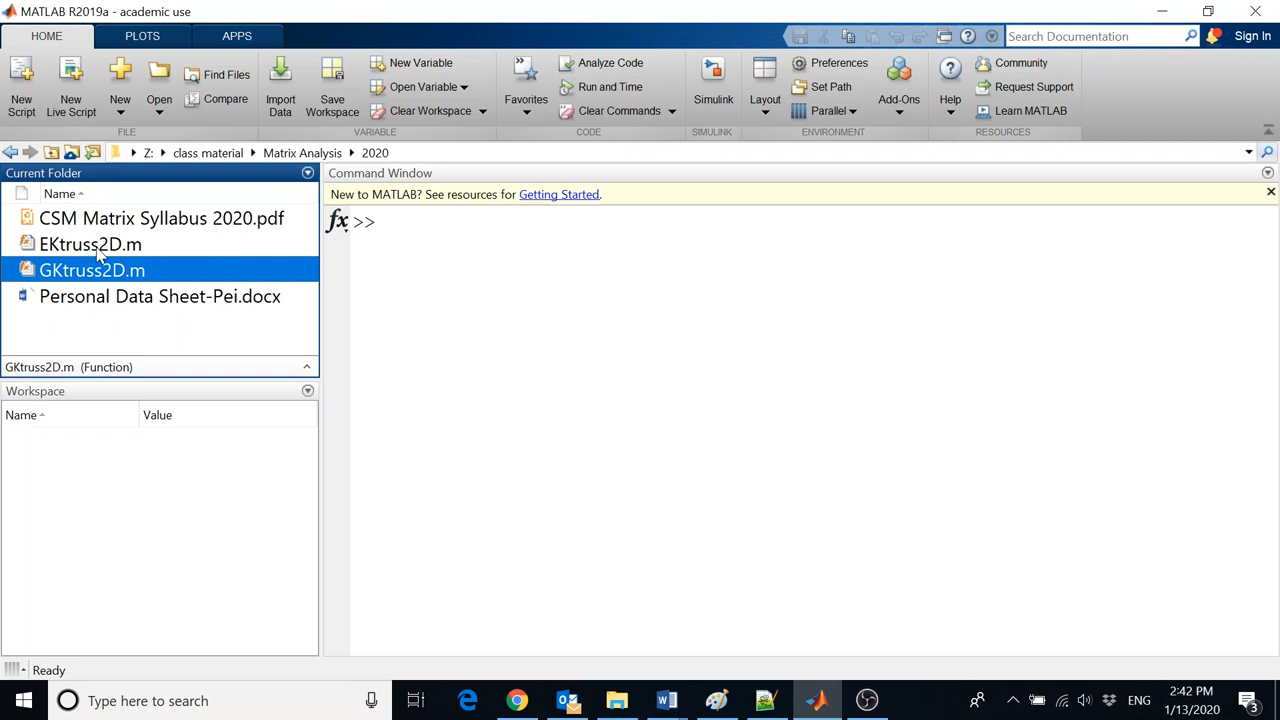 MATLAB R2019a - academic use
HOME PLOTS APPS Search Documentation Sign In
New Script
New Live Script
New
Open
Find Files
Compare
FILE
Import Data
Save Workspace
New Variable
Open Variable
Clear Workspace
VARIABLE
Favorites
Analyze Code
Run and Time
Clear Commands
CODE
Simulink
SIMULINK
Layout
Preferences
Set Path
Parallel
Add-Ons
ENVIRONMENT
Help
Community
Request Support
Learn MATLAB
RESOURCES
Z: class material Matrix Analysis 2020
Current Folder
Name
CSM Matrix Syllabus 2020.pdf
EKtruss2D.m
GKtruss2D.m
Personal Data Sheet-Pei.docx
GKtruss2D.m (Function)
Workspace
Name Value
Command Window
New to MATLAB? See resources for Getting Started.
fx >>
Ready
Type here to search
ENG
2:42 PM
1/13/2020
3